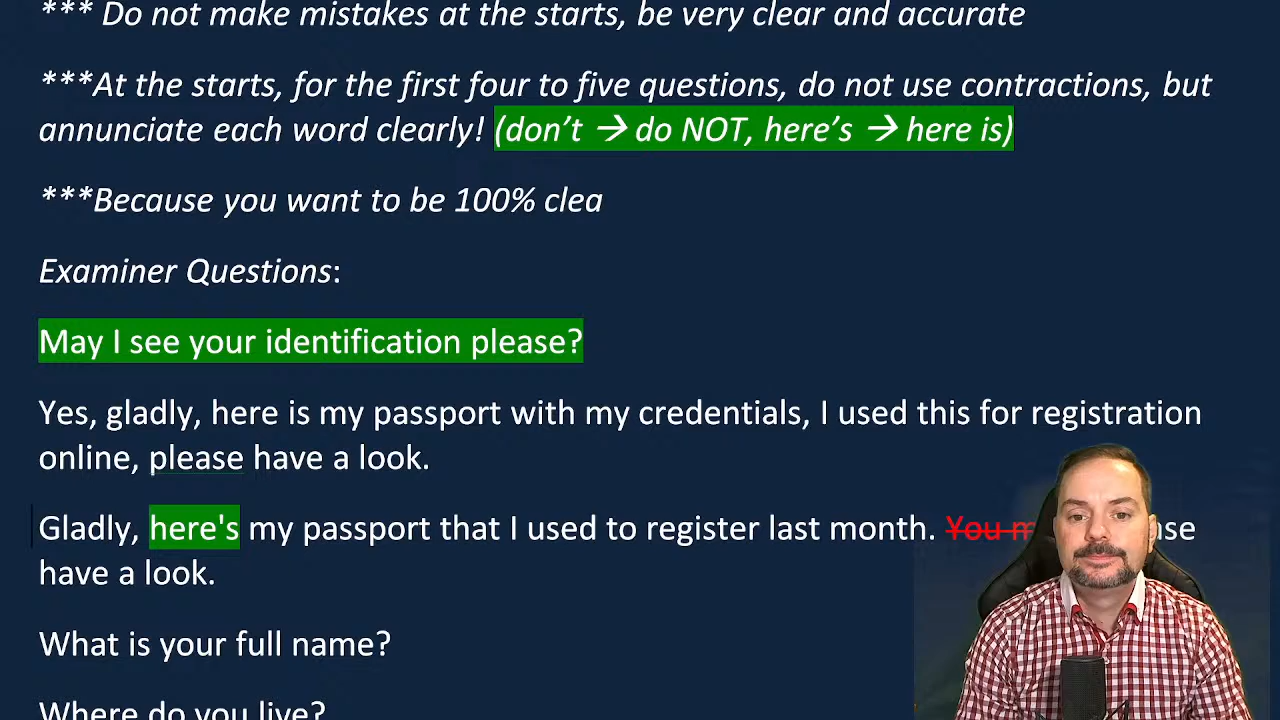 *** Do not make mistakes at the starts, be very clear and accurate
***At the starts, for the first four to five questions, do not use contractions, but
annunciate each word clearly! (don't → do NOT, here's → here is)
***Because you want to be 100% clea
Examiner Questions:
May I see your identification please?
Yes, gladly, here is my passport with my credentials, I used this for registration
online, please have a look.
Gladly, here's my passport that I used to register last month. You
have a look.
What is your full name?
Where do you live?